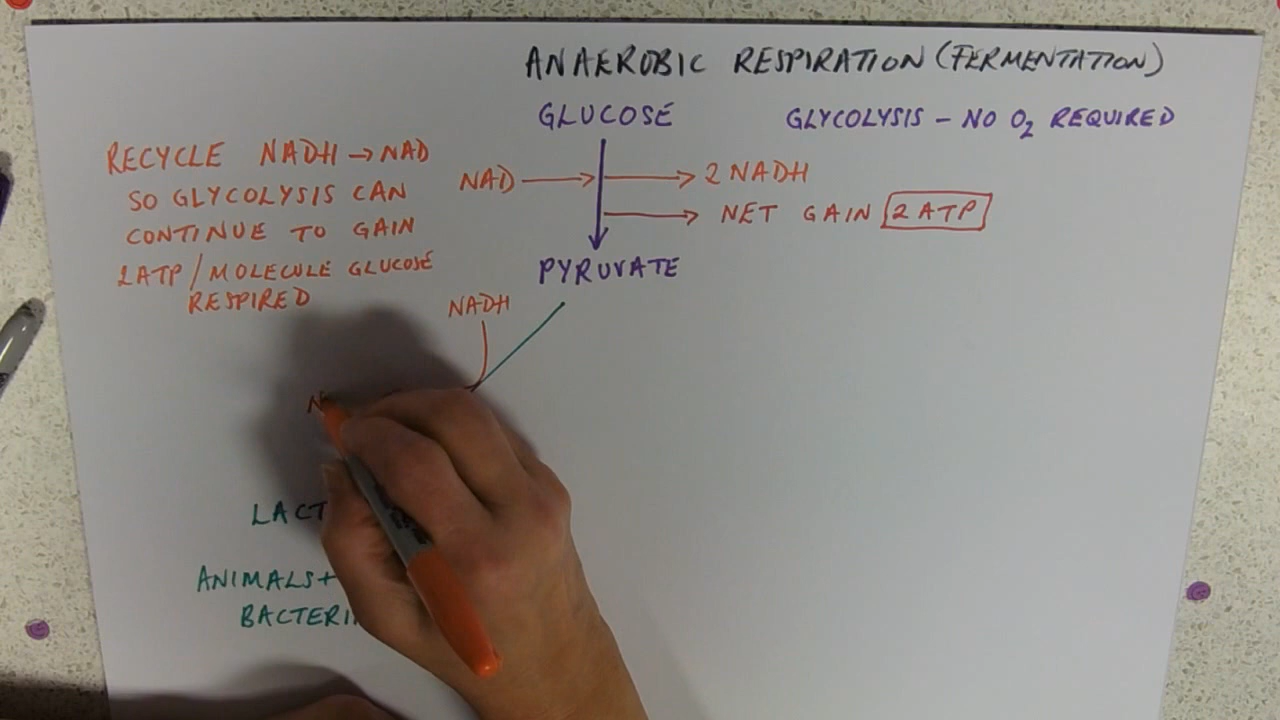 ANAEROBIC RESPIRATION (FERMENTATION)
GLUCOSE
GLYCOLYSIS - NO O₂ REQUIRED
RECYCLE NADH → NAD
SO GLYCOLYSIS CAN
CONTINUE TO GAIN
2ATP/MOLECULE GLUCOSE
RESPIRED
NAD
2 NADH
NET GAIN 2 ATP
PYRUVATE
NADH
ANIMALS+